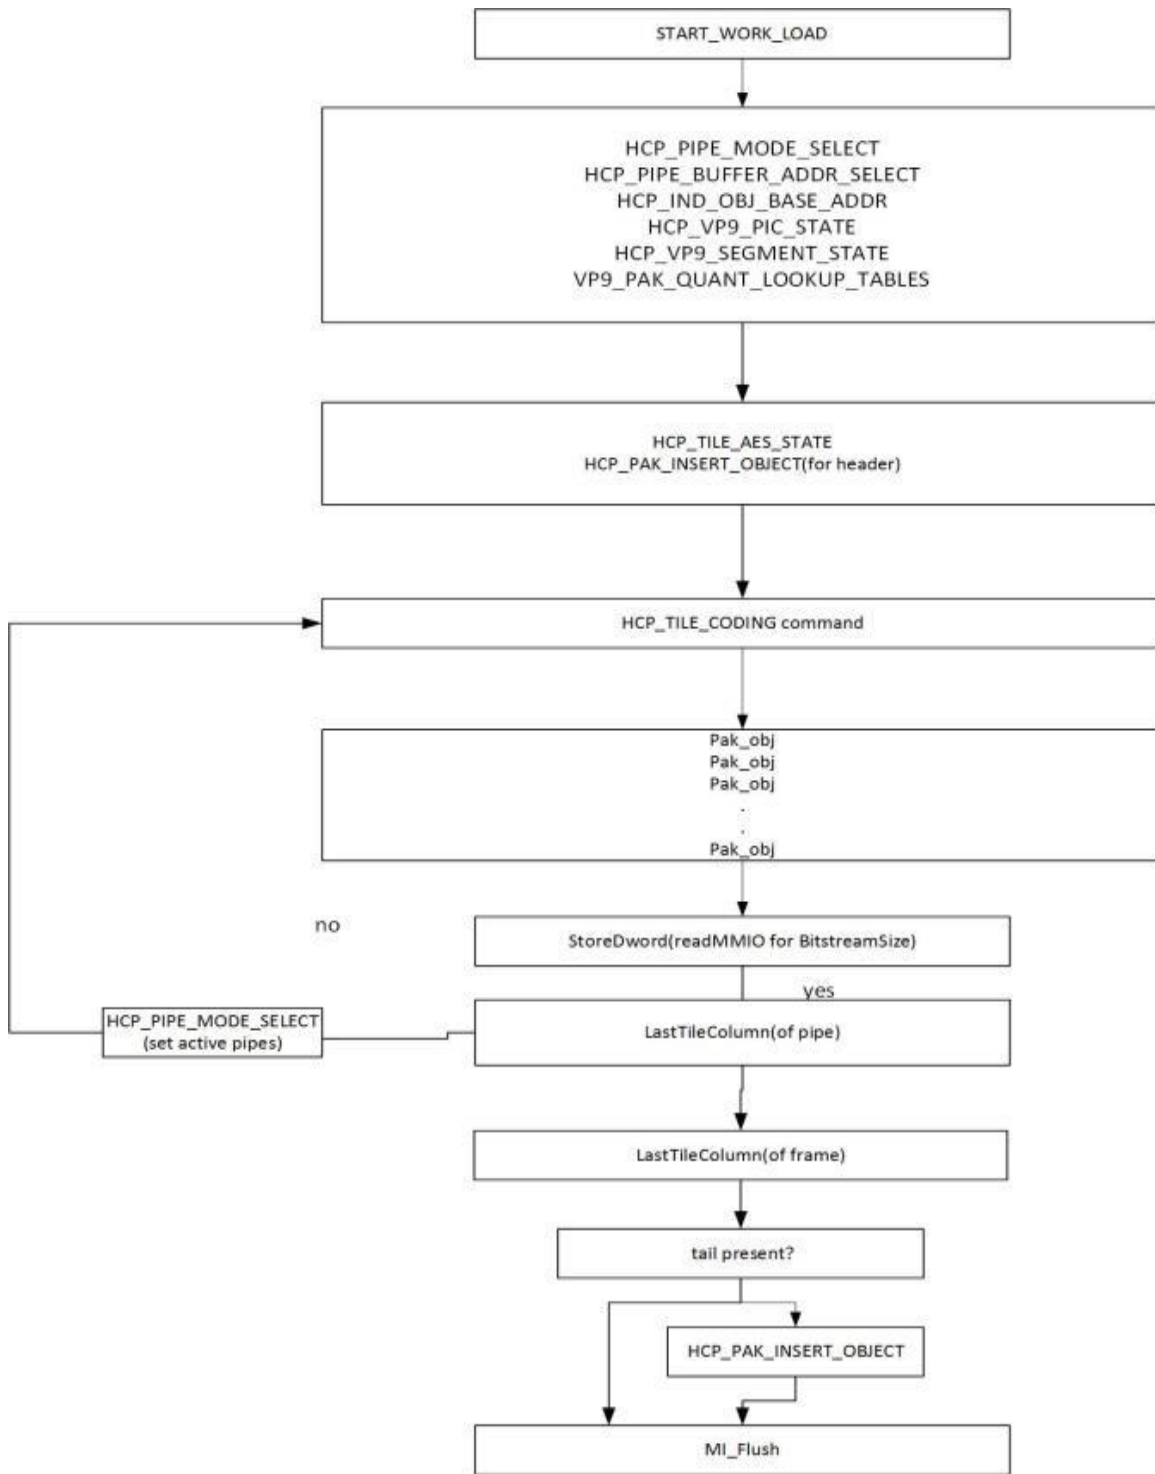 START_WORK_LOAD
HCP_PIPE_MODE_SELECT
HCP_PIPE_BUFFER_ADDR_SELECT
HCP_IND_OBJ_BASE_ADDR
HCP_VP9_PIC_STATE
HCP_VP9_SEGMENT_STATE
VP9_PAK_QUANT_LOOKUP_TABLES
HCP_TILE_AES_STATE
HCP_PAK_INSERT_OBJECT(for header)
HCP_TILE_CODING command
Pak_obj
Pak_obj
Pak_obj
.
.
Pak_obj
no
StoreDword(readMMIO for BitstreamSize)
yes
HCP_PIPE_MODE_SELECT
(set active pipes)
LastTileColumn(of pipe)
LastTileColumn(of frame)
tail present?
HCP_PAK_INSERT_OBJECT
MI_Flush